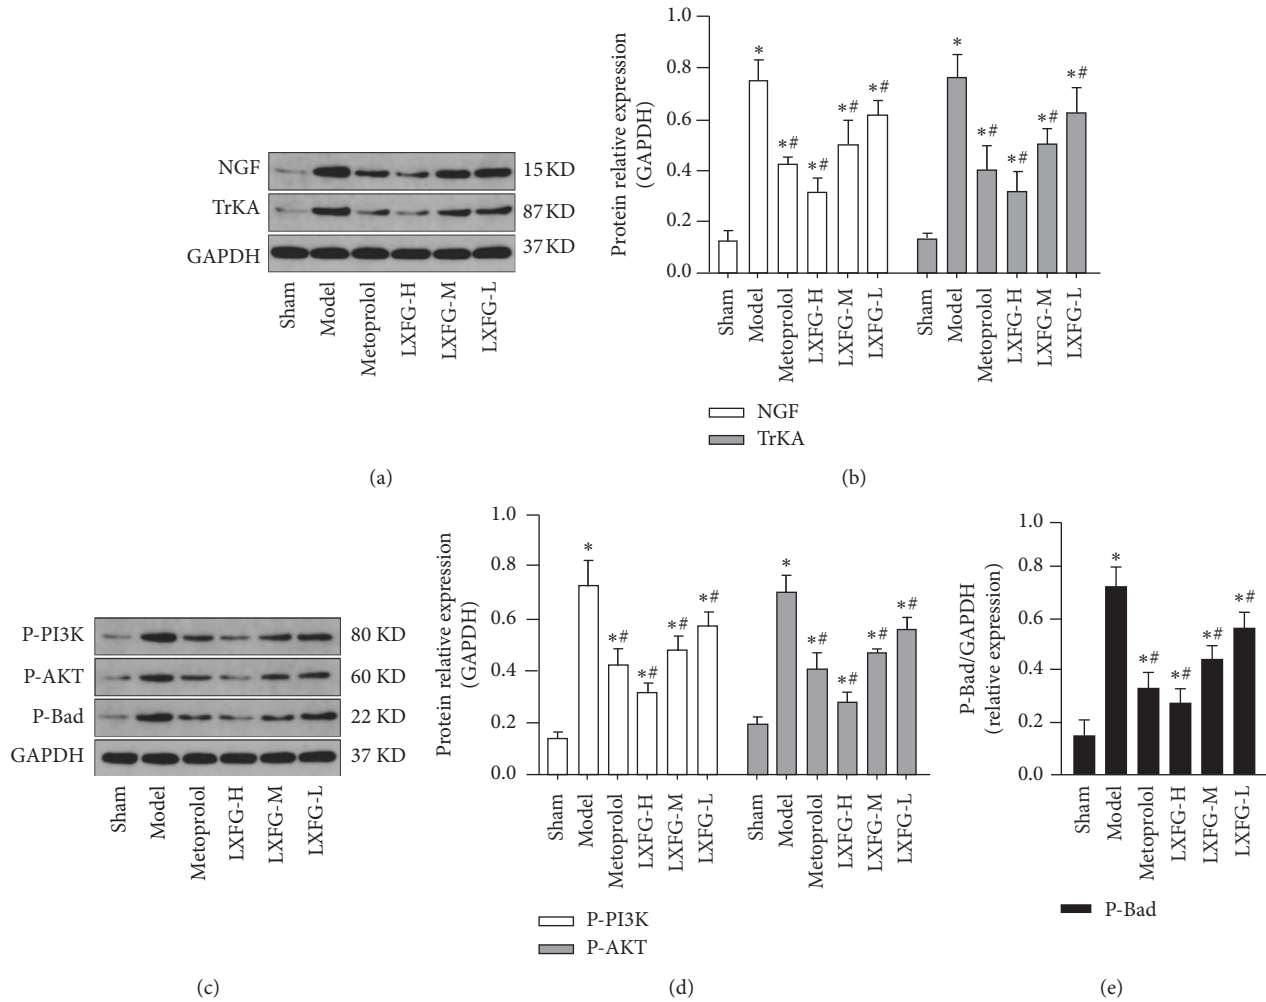 NGF
TrKA
GAPDH
15 KD
87 KD
37 KD
Sham
Model
Metoprolol
LXFG-H
LXFG-M
LXFG-L
(a)
Protein relative expression
(GAPDH)
1.0
0.8
0.6
0.4
0.2
0.0
*
*#
*#
*#
*#
*
*#
*#
*#
*#
Sham
Model
Metoprolol
LXFG-H
LXFG-M
LXFG-L
Sham
Model
Metoprolol
LXFG-H
LXFG-M
LXFG-L
NGF
TrKA
(b)
P-PI3K
P-AKT
P-Bad
GAPDH
80 KD
60 KD
22 KD
37 KD
Sham
Model
Metoprolol
LXFG-H
LXFG-M
LXFG-L
(c)
Protein relative expression
(GAPDH)
1.0
0.8
0.6
0.4
0.2
0.0
*
*#
*#
*#
*#
*
*#
*#
*#
*#
Sham
Model
Metoprolol
LXFG-H
LXFG-M
LXFG-L
Sham
Model
Metoprolol
LXFG-H
LXFG-M
LXFG-L
P-PI3K
P-AKT
(d)
P-Bad/GAPDH
(relative expression)
1.0
0.8
0.6
0.4
0.2
0.0
*
*#
*#
*#
*#
Sham
Model
Metoprolol
LXFG-H
LXFG-M
LXFG-L
P-Bad
(e)